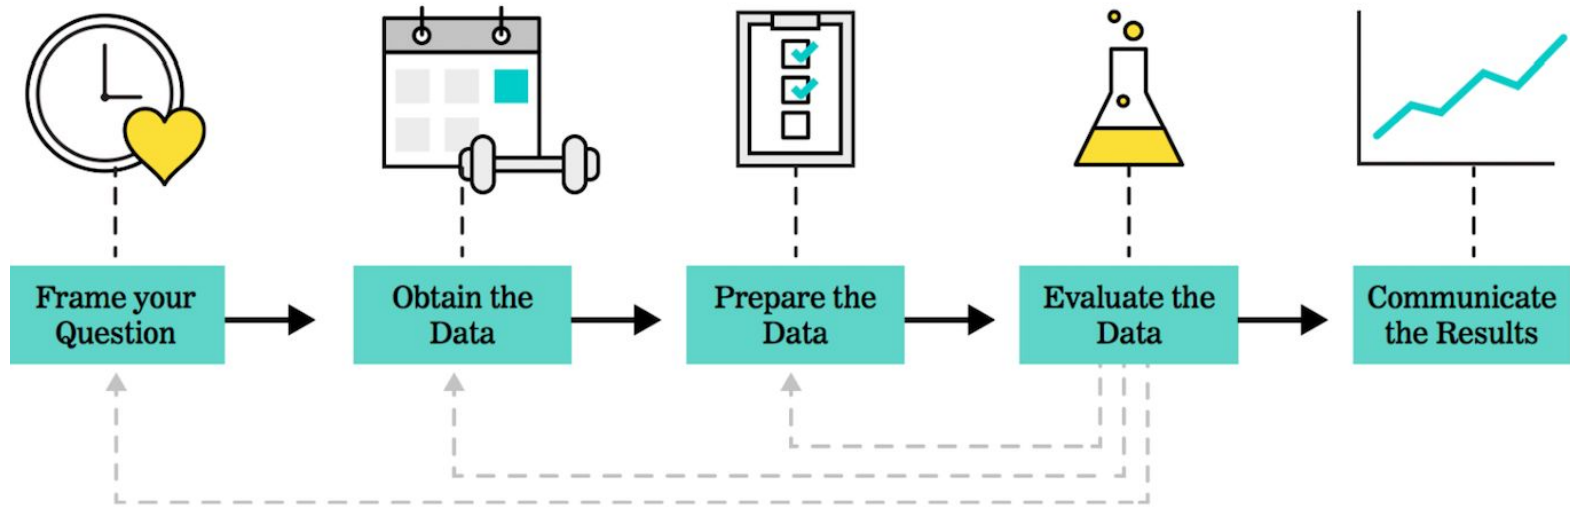 Frame your
Question
Obtain the
Data
Prepare the
Data
Evaluate the
Data
Communicate
the Results